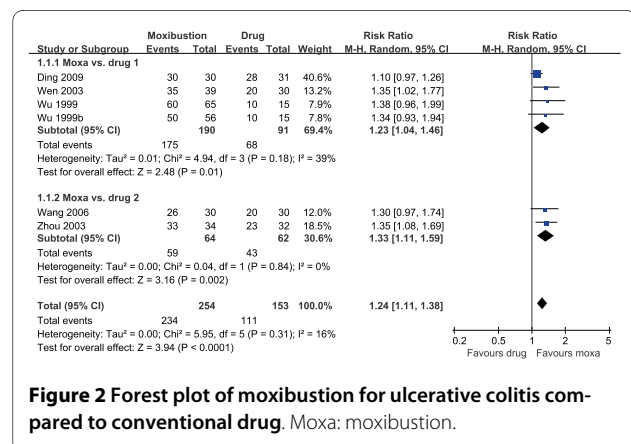 Moxibustion Drug Risk Ratio Risk Ratio
Study or Subgroup Events Total Events Total Weight M-H, Random, 95% CI M-H, Random, 95% CI
1.1.1 Moxa vs. drug 1
Ding 2009 30 30 28 31 40.6% 1.10 [0.97, 1.26]
Wen 2003 35 39 20 30 13.2% 1.35 [1.02, 1.77]
Wu 1999 60 65 10 15 7.9% 1.38 [0.96, 1.99]
Wu 1999b 50 56 10 15 7.8% 1.34 [0.93, 1.94]
Subtotal (95% CI) 190 91 69.4% 1.23 [1.04, 1.46]
Total events 175 68
Heterogeneity: Tau² = 0.01; Chi² = 4.94, df = 3 (P = 0.18); I² = 39%
Test for overall effect: Z = 2.48 (P = 0.01)
1.1.2 Moxa vs. drug 2
Wang 2006 26 30 20 30 12.0% 1.30 [0.97, 1.74]
Zhou 2003 33 34 23 32 18.5% 1.35 [1.08, 1.69]
Subtotal (95% CI) 64 62 30.6% 1.33 [1.11, 1.59]
Total events 59 43
Heterogeneity: Tau² = 0.00; Chi² = 0.04, df = 1 (P = 0.84); I² = 0%
Test for overall effect: Z = 3.16 (P = 0.002)
Total (95% CI) 254 153 100.0% 1.24 [1.11, 1.38]
Total events 234 111
Heterogeneity: Tau² = 0.00; Chi² = 5.95, df = 5 (P = 0.31); I² = 16%
Test for overall effect: Z = 3.94 (P < 0.0001)
0.2 0.5 1 2 5
Favours drug Favours moxa
Figure 2 Forest plot of moxibustion for ulcerative colitis com-
pared to conventional drug. Moxa: moxibustion.